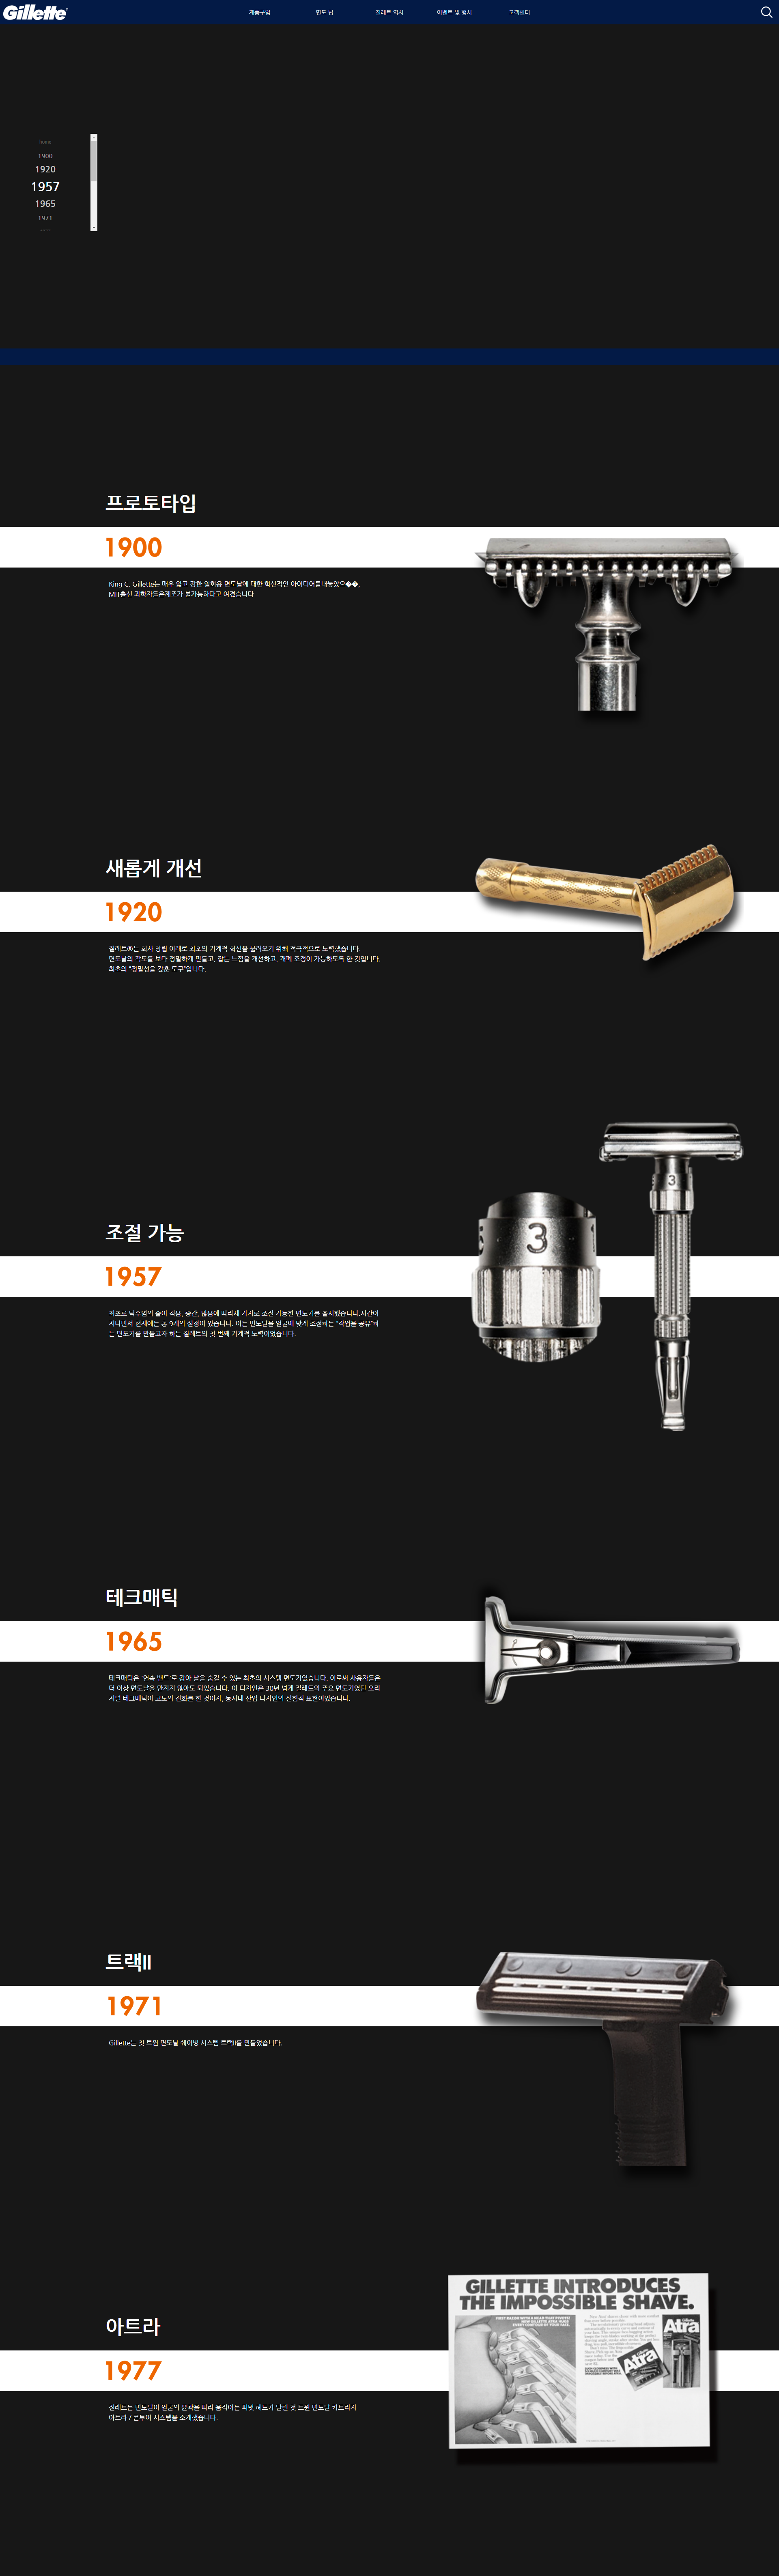 Gillette
제품구입 면도 팁 질레트 역사 이벤트 및 행사 고객센터
home
1900
1920
1957
1965
1971
프로토타입
1900
King C. Gillette는 매우 얇고 강한 일회용 면도날에 대한 혁신적인 아이디어를내놓았으��,
MIT출신 과학자들은제조가 불가능하다고 여겼습니다
새롭게 개선
1920
질레트®는 회사 창립 이래로 최초의 기계적 혁신을 불러오기 위해 적극적으로 노력했습니다.
면도날의 각도를 보다 정밀하게 만들고, 잡는 느낌을 개선하고, 개폐 조정이 가능하도록 한 것입니다.
최초의 "정밀성을 갖춘 도구"입니다.
3
3
조절 가능
1957
최초로 턱수염의 숱이 적음, 중간, 많음에 따라세 가지로 조절 가능한 면도기를 출시했습니다.시간이
지나면서 현재에는 총 9개의 설정이 있습니다. 이는 면도날을 얼굴에 맞게 조절하는 "작업을 공유"하
는 면도기를 만들고자 하는 질레트의 첫 번째 기계적 노력이었습니다.
테크매틱
1965
테크매틱은 '연속 밴드'로 감아 날을 숨길 수 있는 최초의 시스템 면도기였습니다. 이로써 사용자들은
더 이상 면도날을 만지지 않아도 되었습니다. 이 디자인은 30년 넘게 질레트의 주요 면도기였던 오리
지널 테크매틱이 고도의 진화를 한 것이자, 동시대 산업 디자인의 실험적 표현이었습니다.
트랙II
1971
Gillette는 첫 트윈 면도날 쉐이빙 시스템 트랙II를 만들었습니다.
GILLETTE INTRODUCES
THE IMPOSSIBLE SHAVE.
Atra
Atra
아트라
1977
질레트는 면도날이 얼굴의 윤곽을 따라 움직이는 피벗 헤드가 달린 첫 트윈 면도날 카트리지
아트라 / 콘투어 시스템을 소개했습니다.